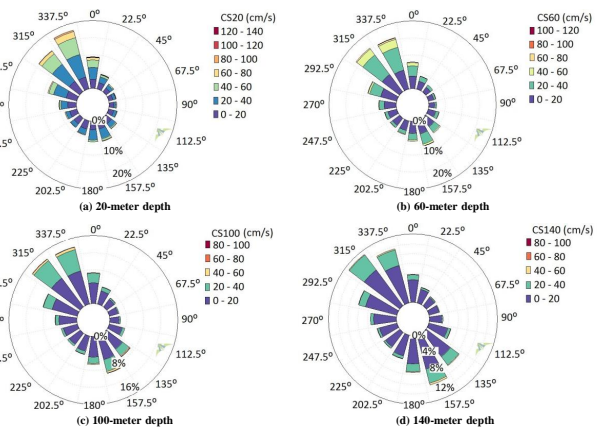 337.5° 0° 22.5° CS20 (cm/s)
315° 45° 120 - 140
100 - 120
80 - 100
67.5° 60 - 80
40 - 60
20 - 40
90° 0 - 20
0%
112.5°
10%
135°
225° 20%
202.5° 180° 157.5°
(a) 20-meter depth
337.5° 0° 22.5° CS60 (cm/s)
315° 45° 100 - 120
80 - 100
292.5° 67.5° 60 - 80
40 - 60
20 - 40
270° 90° 0 - 20
0%
247.5° 112.5°
10%
225° 135°
20%
202.5° 180° 157.5°
(b) 60-meter depth
337.5° 0° 22.5° CS100 (cm/s)
315° 45° 80 - 100
60 - 80
67.5° 40 - 60
20 - 40
0 - 20
90°
0%
112.5°
8%
225° 16% 135°
202.5° 180° 157.5°
(c) 100-meter depth
337.5° 0° 22.5° CS140 (cm/s)
315° 45° 80 - 100
60 - 80
292.5° 67.5° 40 - 60
20 - 40
0 - 20
270° 90°
0%
4%
247.5° 112.5°
8%
225° 12% 135°
202.5° 180° 157.5°
(d) 140-meter depth